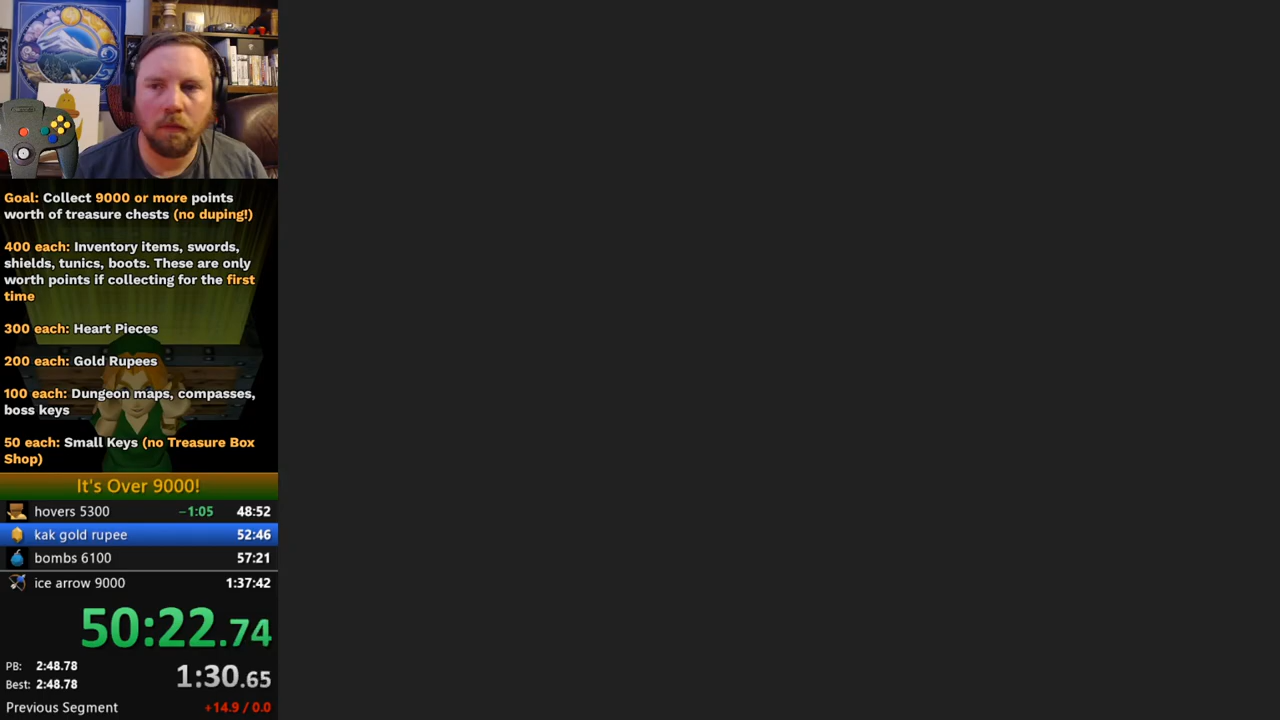 Goal: Collect 9000 or more points
worth of treasure chests (no duping!)
400 each: Inventory items, swords,
shields, tunics, boots. These are only
worth points if collecting for the first
time
300 each: Heart Pieces
200 each: Gold Rupees
100 each: Dungeon maps, compasses,
boss keys
50 each: Small Keys (no Treasure Box
Shop)
It's Over 9000!
hovers 5300 −1:05 48:52
kak gold rupee 52:46
bombs 6100 57:21
ice arrow 9000 1:37:42
50:22.74
PB: 2:48.78
Best: 2:48.78
1:30.65
Previous Segment +14.9 / 0.0